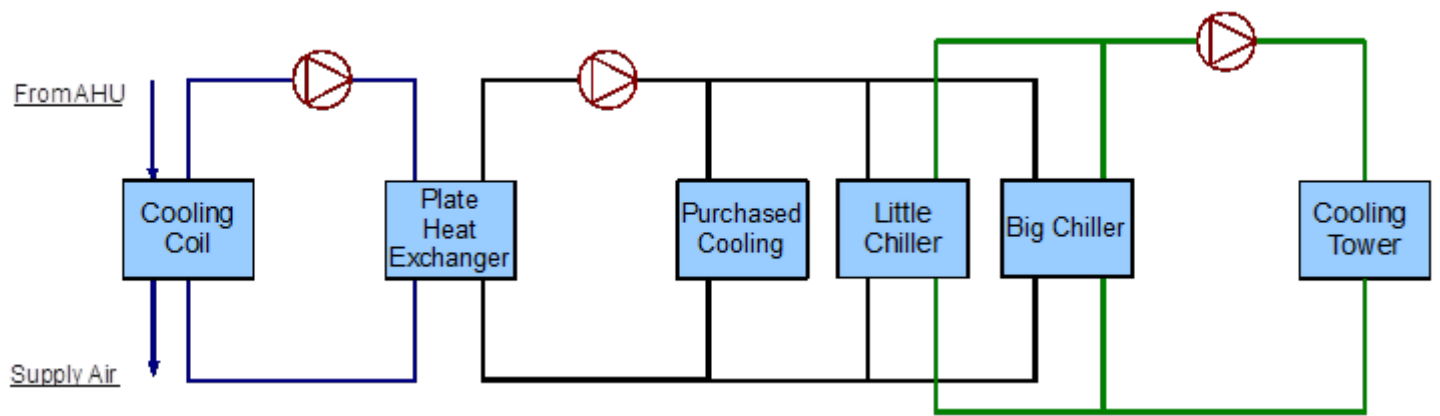 FromAHU
Cooling
Coil
Plate
Heat
Exchanger
Purchased
Cooling
Little
Chiller
Big Chiller
Cooling
Tower
Supply Air